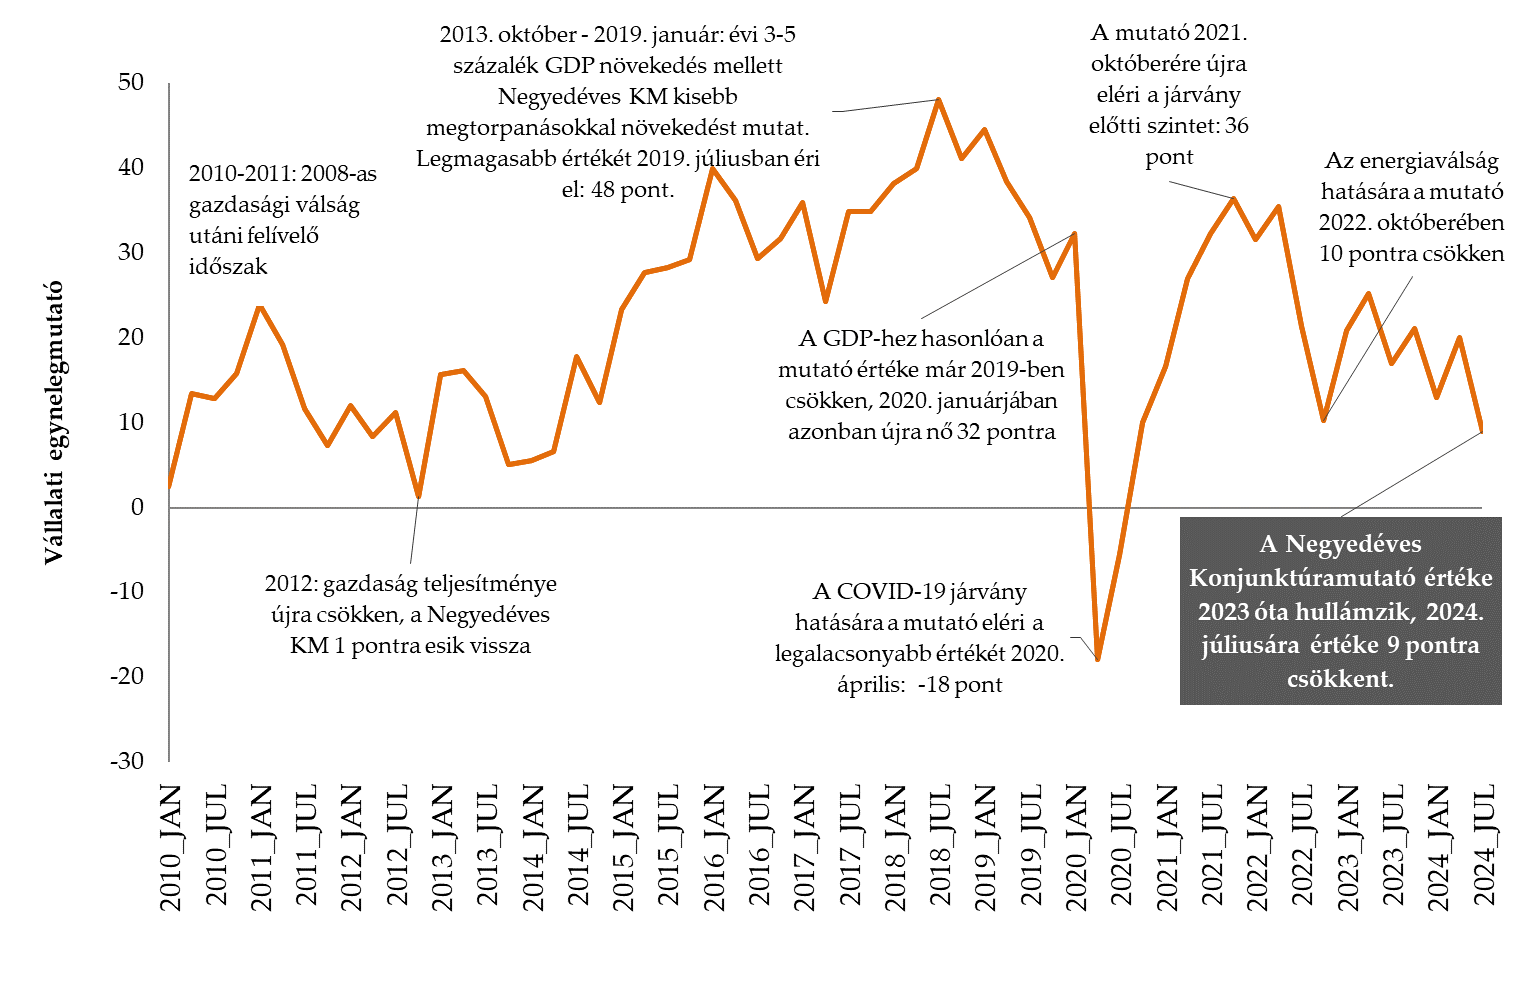 2013. október - 2019. január: évi 3-5
százalék GDP növekedés mellett
Negyedéves KM kisebb
megtorpanásokkal növekedést mutat.
Legmagasabb értékét 2019. júliusban éri
el: 48 pont.
A mutató 2021.
októberére újra
eléri a járvány
előtti szintet: 36
pont
2010-2011: 2008-as
gazdasági válság
utáni felívelő
időszak
Az energiaválság
hatására a mutató
2022. októberében
10 pontra csökken
A GDP-hez hasonlóan a
mutató értéke már 2019-ben
csökken, 2020. januárjában
azonban újra nő 32 pontra
2012: gazdaság teljesítménye
újra csökken, a Negyedéves
KM 1 pontra esik vissza
A COVID-19 járvány
hatására a mutató eléri a
legalacsonyabb értékét 2020.
április: -18 pont
A Negyedéves
Konjunktúramutató értéke
2023 óta hullámzik, 2024.
júliusára értéke 9 pontra
csökkent.
Vállalati egynelegmutató
50
40
30
20
10
0
-10
-20
-30
2010_JAN
2010_JUL
2011_JAN
2011_JUL
2012_JAN
2012_JUL
2013_JAN
2013_JUL
2014_JAN
2014_JUL
2015_JAN
2015_JUL
2016_JAN
2016_JUL
2017_JAN
2017_JUL
2018_JAN
2018_JUL
2019_JAN
2019_JUL
2020_JAN
2020_JUL
2021_JAN
2021_JUL
2022_JAN
2022_JUL
2023_JAN
2023_JUL
2024_JAN
2024_JUL